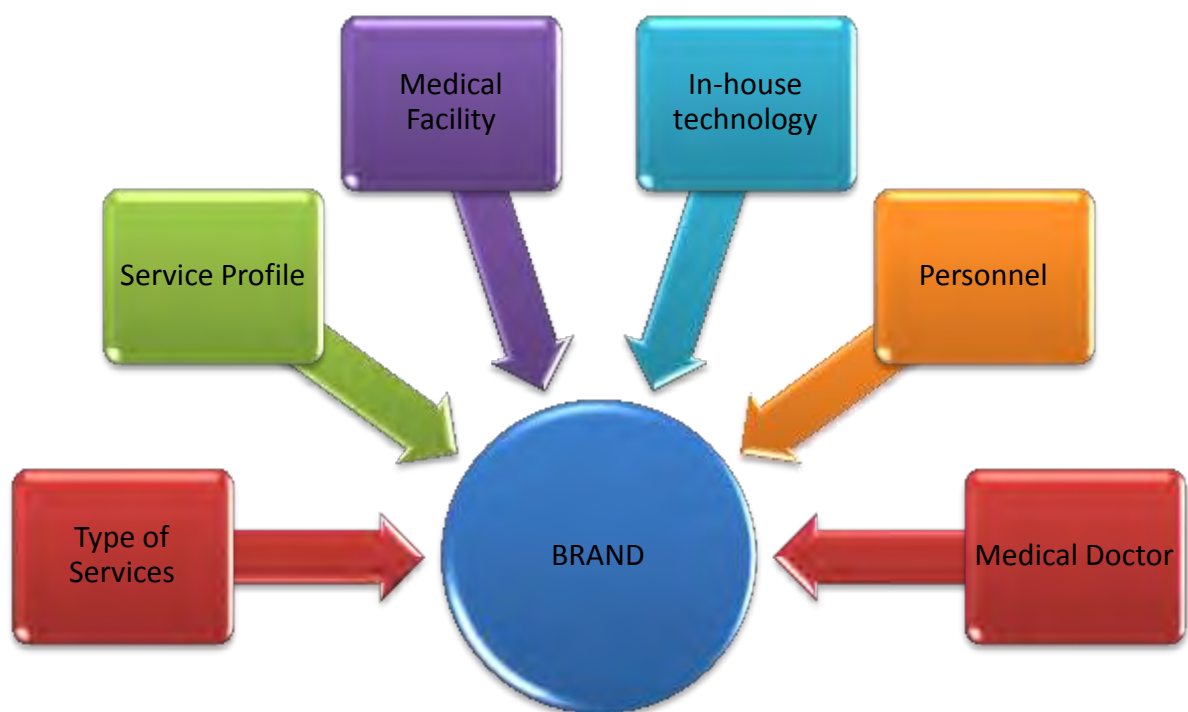 Medical
Facility
In-house
technology
Service Profile
Personnel
Type of
Services
BRAND
Medical Doctor